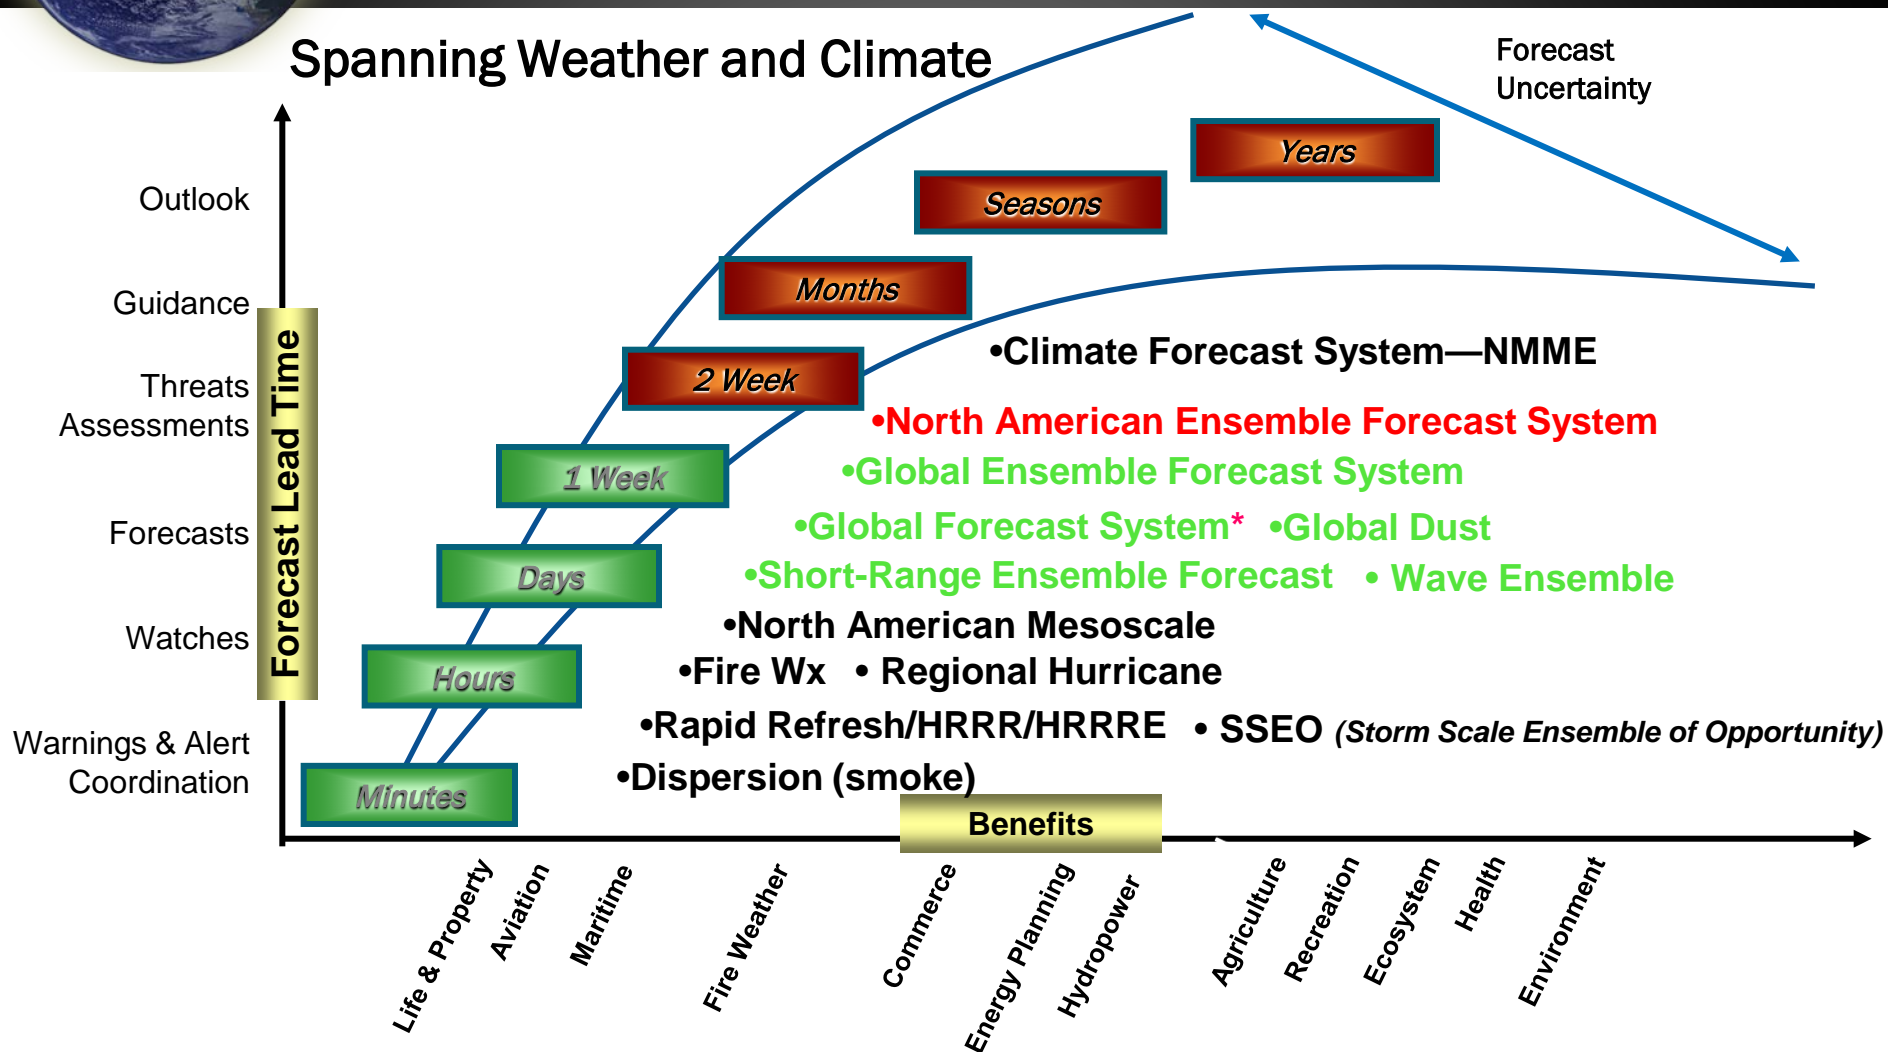 Spanning Weather and Climate
Forecast
Uncertainty
Years
Seasons
Months
2 Week
1 Week
Days
Hours
Minutes
Outlook
Guidance
Threats
Assessments
Forecasts
Watches
Warnings & Alert
Coordination
Forecast Lead Time
•Climate Forecast System—NMME
•North American Ensemble Forecast System
•Global Ensemble Forecast System
•Global Forecast System* •Global Dust
•Short-Range Ensemble Forecast • Wave Ensemble
•North American Mesoscale
•Fire Wx • Regional Hurricane
•Rapid Refresh/HRRR/HRRRE • SSEO (Storm Scale Ensemble of Opportunity)
•Dispersion (smoke)
Benefits
Life & Property
Aviation
Maritime
Fire Weather
Commerce
Energy Planning
Hydropower
Agriculture
Recreation
Ecosystem
Health
Environment